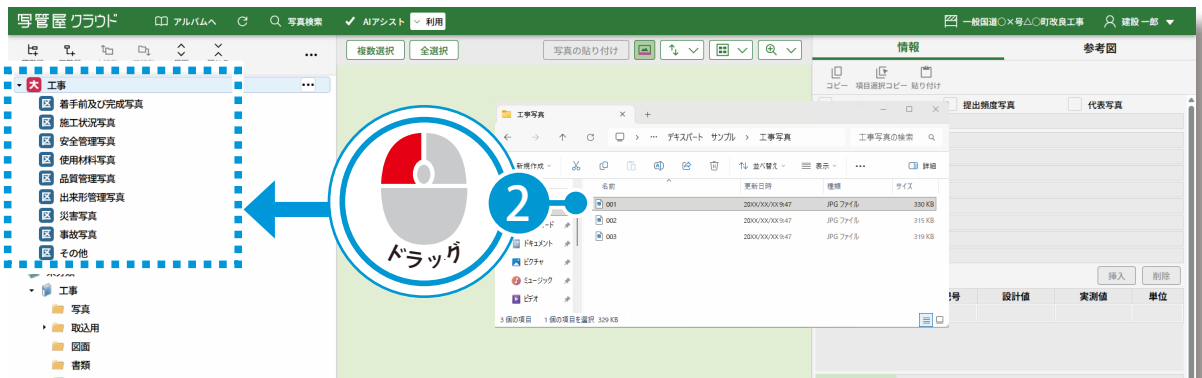 写管屋クラウド アルバムへ 写真検索 AIアシスト 利用 一般国道○×号△○町改良工事 建設 一郎
複数選択 全選択 写真の貼り付け 情報 参考図
コピー 項目選択コピー 貼り付け
大 工事
提出頻度写真 代表写真
区 着手前及び完成写真
区 施工状況写真
区 安全管理写真
区 使用材料写真
区 品質管理写真
区 出来形管理写真
区 災害写真
区 事故写真
区 その他
工事
写真
取込用
図面
書類
工事写真
デキスパート サンプル 工事写真 工事写真の検索
新規作成 並べ替え 表示 詳細
名前 更新日時 種類 サイズ
001 20XX/XX/XX 9:47 JPG ファイル 330 KB
002 20XX/XX/XX 9:47 JPG ファイル 315 KB
003 20XX/XX/XX 9:47 JPG ファイル 319 KB
ドキュメント
ピクチャ
ミュージック
ビデオ
3 個の項目 1 個の項目を選択 329 KB
2
ドラッグ
挿入 削除
号 設計値 実測値 単位